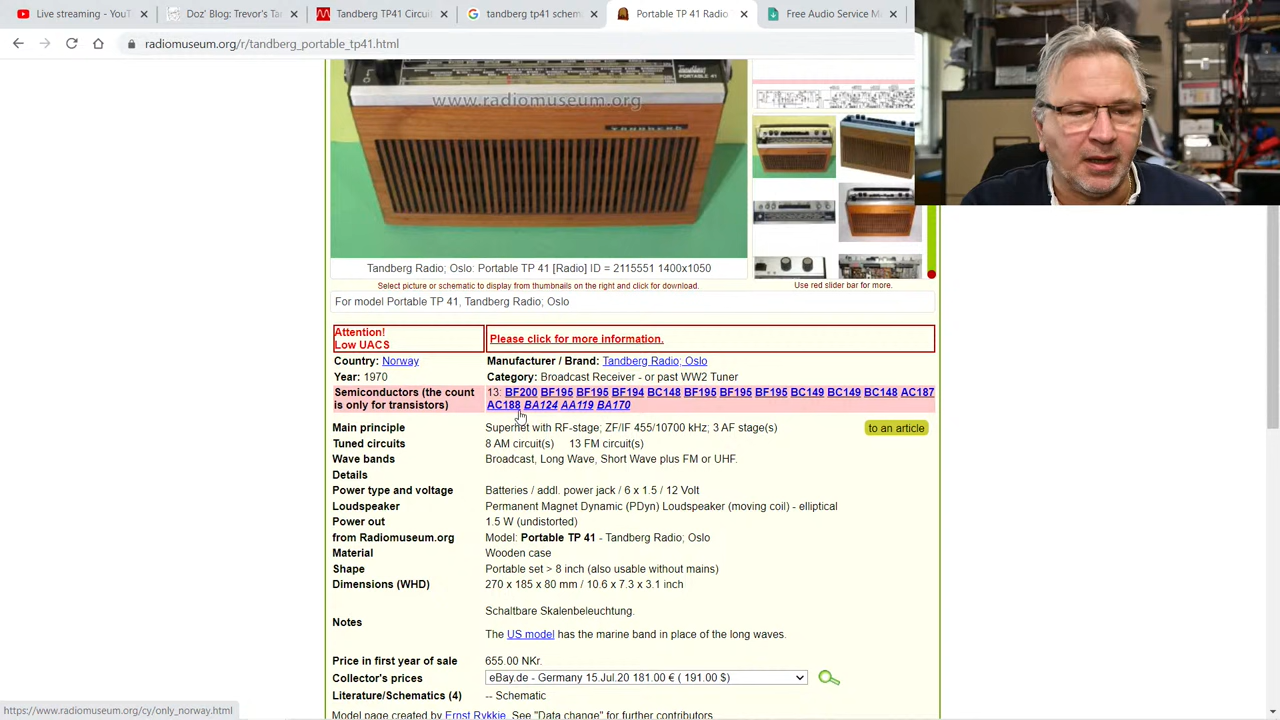 Live streaming - YouT
Doz' Blog: Trevor's Tan
Tandberg TP41 Circui
tandberg tp41 schem
Portable TP 41 Radio
Free Audio Service Ma
radiomuseum.org/r/tandberg_portable_tp41.html
TANDBERG
PORTABLE 41
www.radiomuseum.org
TANDBERG
Tandberg Radio; Oslo: Portable TP 41 [Radio] ID = 2115551 1400x1050
Select picture or schematic to display from thumbnails on the right and click for download.
Use red slider bar for more.
For model Portable TP 41, Tandberg Radio; Oslo
Attention!
Low UACS
Please click for more information.
Country: Norway
Manufacturer / Brand: Tandberg Radio; Oslo
Year: 1970
Category: Broadcast Receiver - or past WW2 Tuner
Semiconductors (the count
is only for transistors)
13: BF200 BF195 BF195 BF194 BC148 BF195 BF195 BF195 BC149 BC149 BC148 AC187
AC188 BA124 AA119 BA170
Main principle
Superhet with RF-stage; ZF/IF 455/10700 kHz; 3 AF stage(s)
to an article
Tuned circuits
8 AM circuit(s) 13 FM circuit(s)
Wave bands
Broadcast, Long Wave, Short Wave plus FM or UHF.
Details
Power type and voltage
Batteries / addl. power jack / 6 x 1.5 / 12 Volt
Loudspeaker
Permanent Magnet Dynamic (PDyn) Loudspeaker (moving coil) - elliptical
Power out
1.5 W (undistorted)
from Radiomuseum.org
Model: Portable TP 41 - Tandberg Radio; Oslo
Material
Wooden case
Shape
Portable set > 8 inch (also usable without mains)
Dimensions (WHD)
270 x 185 x 80 mm / 10.6 x 7.3 x 3.1 inch
Notes
Schaltbare Skalenbeleuchtung.
The US model has the marine band in place of the long waves.
Price in first year of sale
655.00 NKr.
Collector's prices
eBay.de - Germany 15.Jul.20 181.00 € ( 191.00 $)
Literature/Schematics (4)
-- Schematic
Model page created by Ernst Rykkje. See "Data change" for further contributors.
https://www.radiomuseum.org/cy/only_norway.html